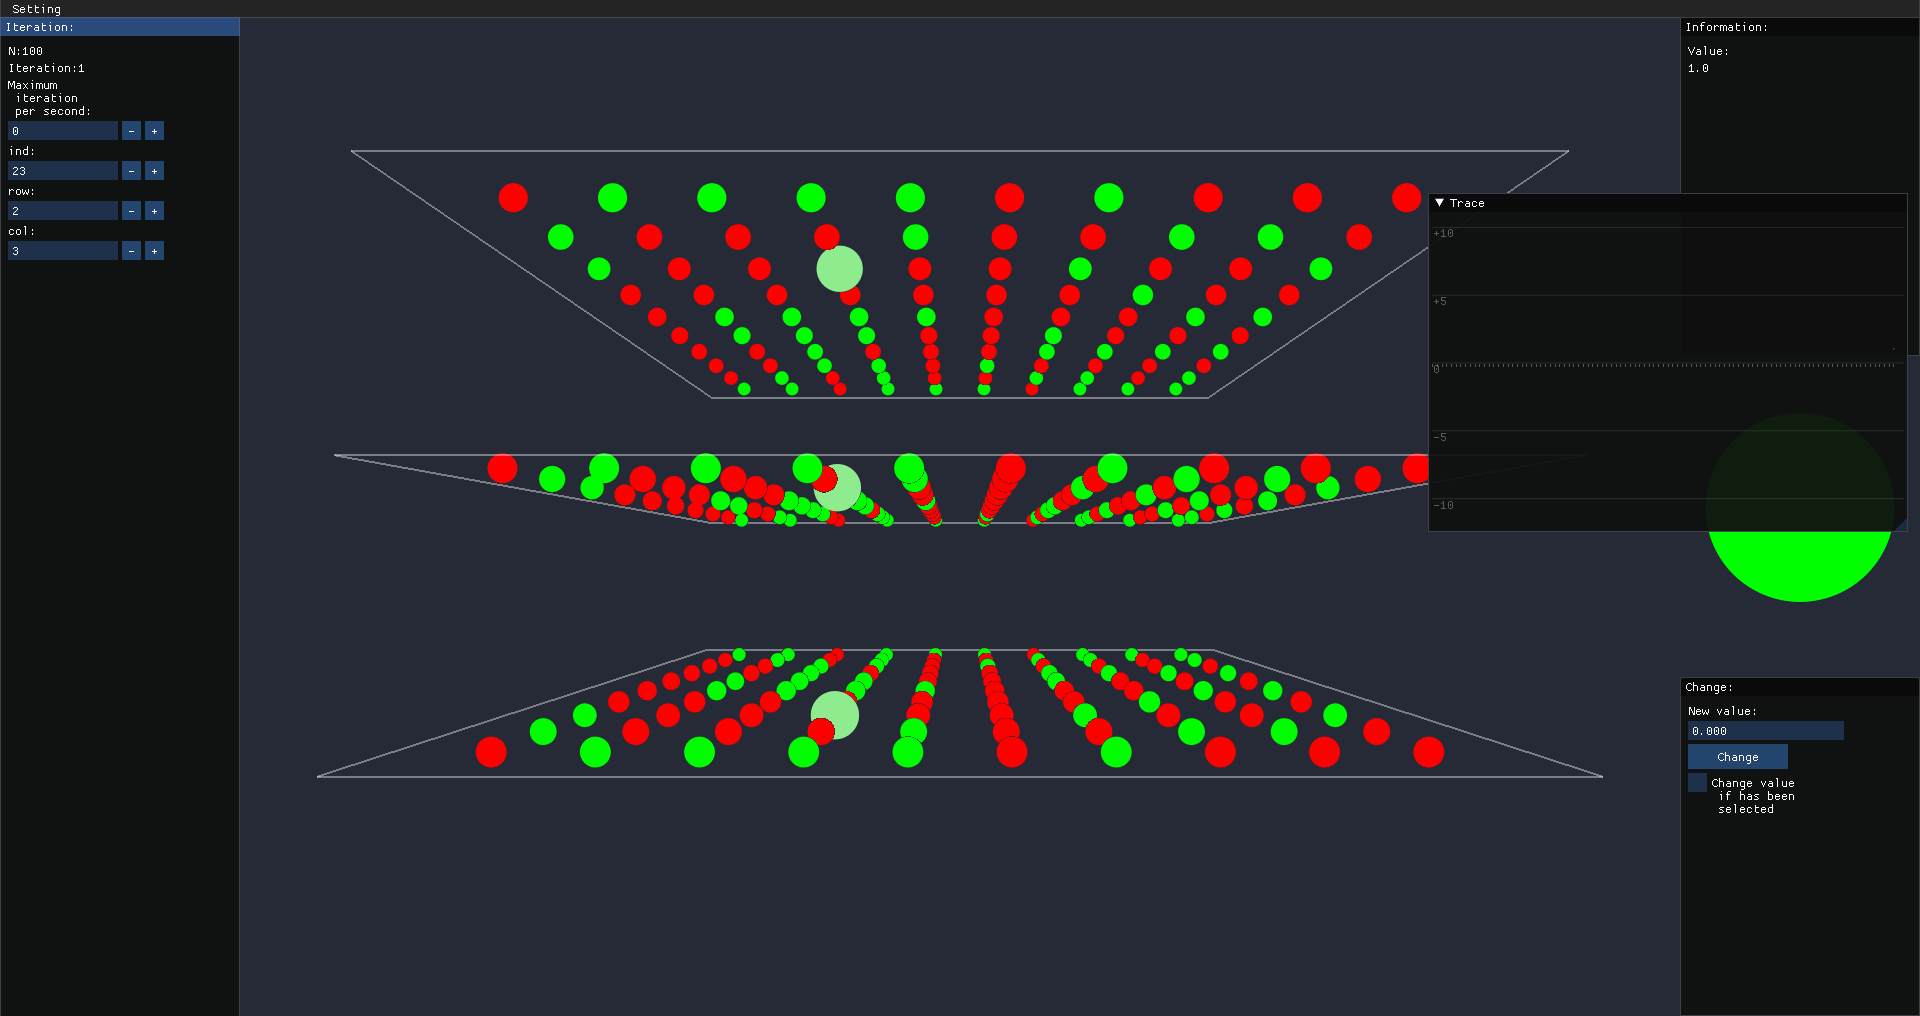 Setting
Iteration:
N:100
Iteration:1
Maximum
iteration
per second:
0
- +
ind:
23
- +
row:
2
- +
col:
3
- +
Information:
Value:
1.0
Trace
+10
+5
0
-5
-10
Change:
New value:
0.000
Change
Change value
if has been
selected